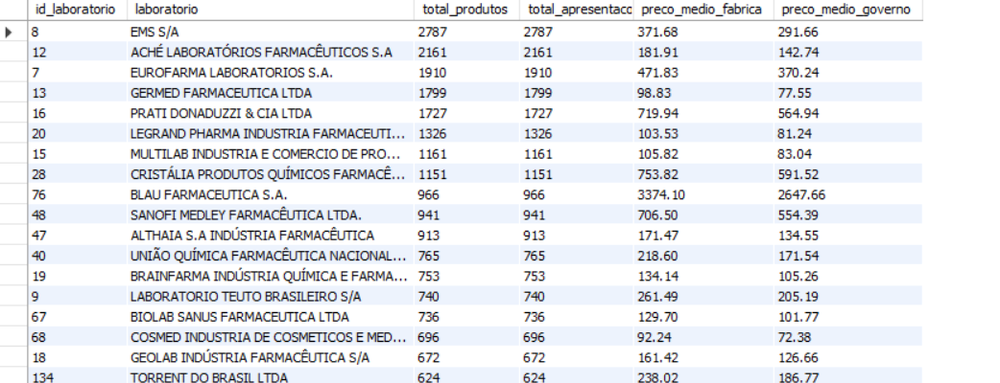 id_laboratorio laboratorio total_produtos total_apresentacc preco_medio_fabrica preco_medio_governo
8 EMS S/A 2787 2787 371.68 291.66
12 ACHÉ LABORATÓRIOS FARMACÊUTICOS S.A 2161 2161 181.91 142.74
7 EUROFARMA LABORATORIOS S.A. 1910 1910 471.83 370.24
13 GERMED FARMACEUTICA LTDA 1799 1799 98.83 77.55
16 PRATI DONADUZZI & CIA LTDA 1727 1727 719.94 564.94
20 LEGRAND PHARMA INDUSTRIA FARMACEUTI... 1326 1326 103.53 81.24
15 MULTILAB INDUSTRIA E COMERCIO DE PRO... 1161 1161 105.82 83.04
28 CRISTÁLIA PRODUTOS QUÍMICOS FARMACÊ... 1151 1151 753.82 591.52
76 BLAU FARMACEUTICA S.A. 966 966 3374.10 2647.66
48 SANOFI MEDLEY FARMACÊUTICA LTDA. 941 941 706.50 554.39
47 ALTHAIA S.A INDÚSTRIA FARMACÊUTICA 913 913 171.47 134.55
40 UNIÃO QUÍMICA FARMACÊUTICA NACIONAL... 765 765 218.60 171.54
19 BRAINFARMA INDÚSTRIA QUÍMICA E FARMA... 753 753 134.14 105.26
9 LABORATORIO TEUTO BRASILEIRO S/A 740 740 261.49 205.19
67 BIOLAB SANUS FARMACEUTICA LTDA 736 736 129.70 101.77
68 COSMED INDUSTRIA DE COSMETICOS E MED... 696 696 92.24 72.38
18 GEOLAB INDÚSTRIA FARMACÊUTICA S/A 672 672 161.42 126.66
134 TORRENT DO BRASIL LTDA 624 624 238.02 186.77